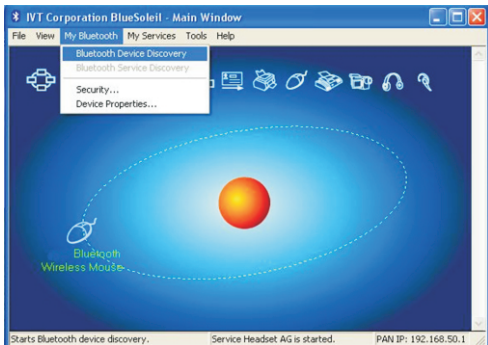 IVT Corporation BlueSoleil - Main Window
File View My Bluetooth My Services Tools Help
Bluetooth Device Discovery
Bluetooth Service Discovery
Security...
Device Properties...
Bluetooth
Wireless Mouse
Starts Bluetooth device discovery. Service Headset AG is started. PAN IP: 192.168.50.1